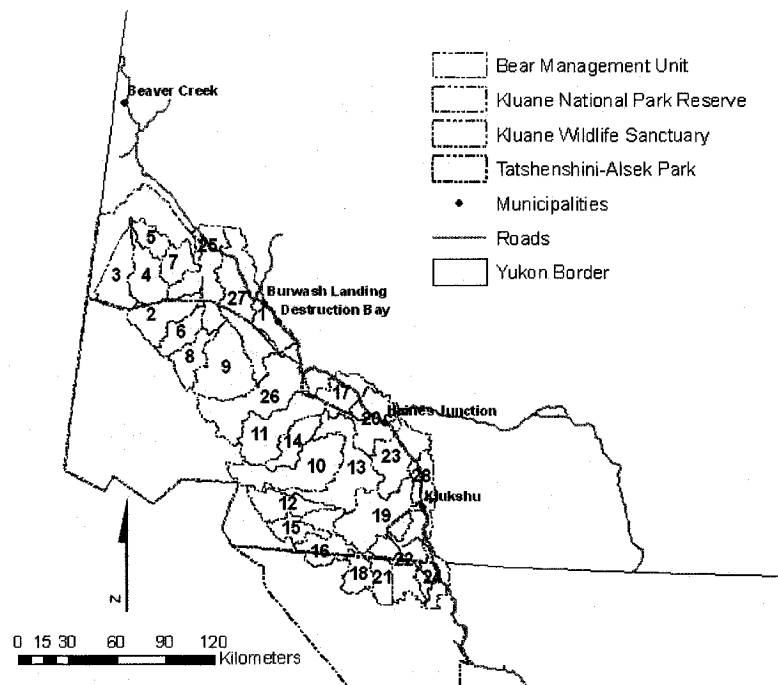 Beaver Creek
Bear Management Unit
Kluane National Park Reserve
Kluane Wildlife Sanctuary
Tatshenshini-Alsek Park
Municipalities
Roads
Yukon Border
5
25
3
4
7
27
Burwash Landing
Destruction Bay
2
6
8
9
26
17
20
Haines Junction
11
14
10
13
23
28
Klukshu
12
19
15
16
22
18
21
24
N
0 15 30 60 90 120
Kilometers